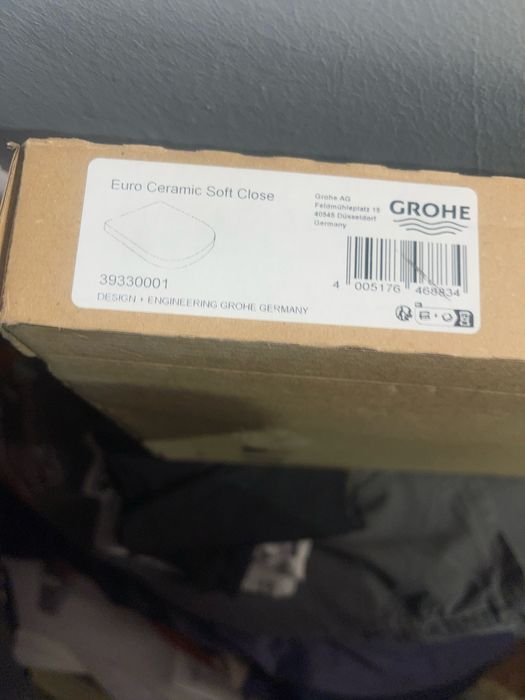 Euro Ceramic Soft Close
Grohe AG
Feldmühleplatz 15
40545 Düsseldorf
Germany
GROHE
39330001
DESIGN + ENGINEERING GROHE GERMANY
4 005176 468834